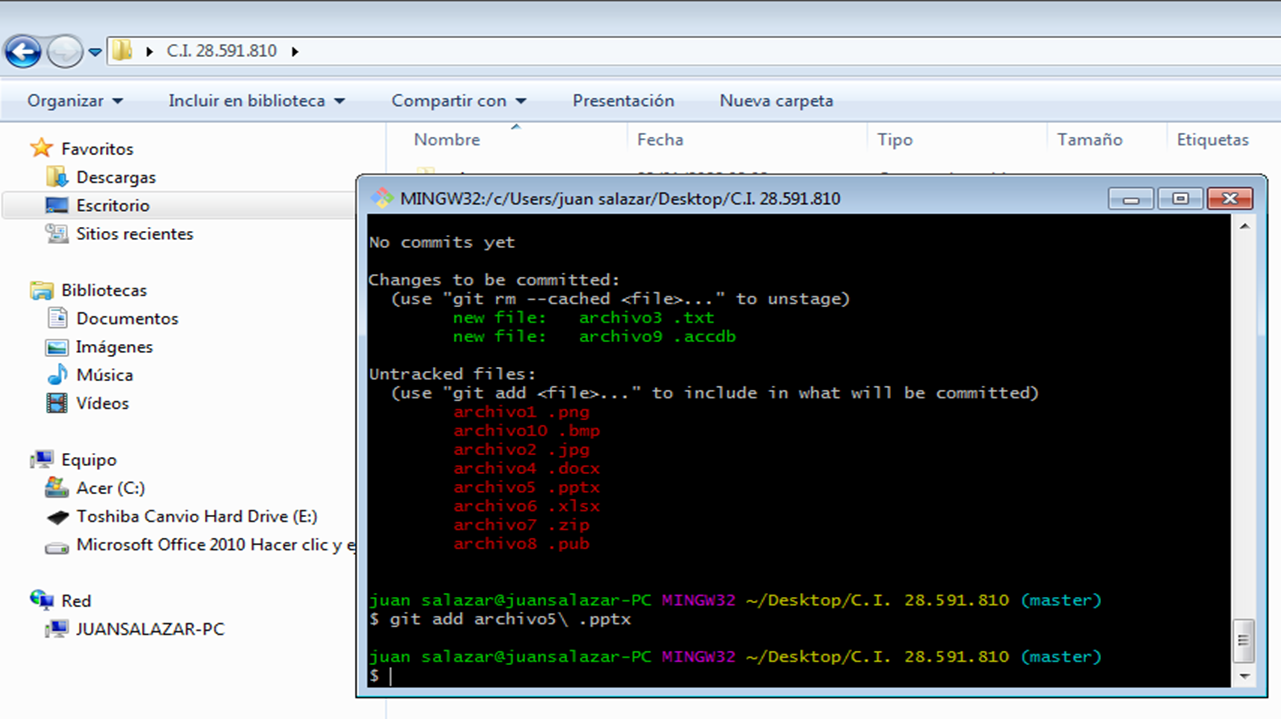 C.I. 28.591.810
Organizar Incluir en biblioteca Compartir con Presentación Nueva carpeta
Nombre Fecha Tipo Tamaño Etiquetas
Favoritos
Descargas
Escritorio
Sitios recientes
Bibliotecas
Documentos
Imágenes
Música
Vídeos
Equipo
Acer (C:)
Toshiba Canvio Hard Drive (E:)
Microsoft Office 2010 Hacer clic y e
Red
JUANSALAZAR-PC
MINGW32:/c/Users/juan salazar/Desktop/C.I. 28.591.810
No commits yet
Changes to be committed:
(use "git rm --cached <file>..." to unstage)
new file: archivo3 .txt
new file: archivo9 .accdb
Untracked files:
(use "git add <file>..." to include in what will be committed)
archivo1 .png
archivo10 .bmp
archivo2 .jpg
archivo4 .docx
archivo5 .pptx
archivo6 .xlsx
archivo7 .zip
archivo8 .pub
juan salazar@juansalazar-PC MINGW32 ~/Desktop/C.I. 28.591.810 (master)
$ git add archivo5\ .pptx
juan salazar@juansalazar-PC MINGW32 ~/Desktop/C.I. 28.591.810 (master)
$